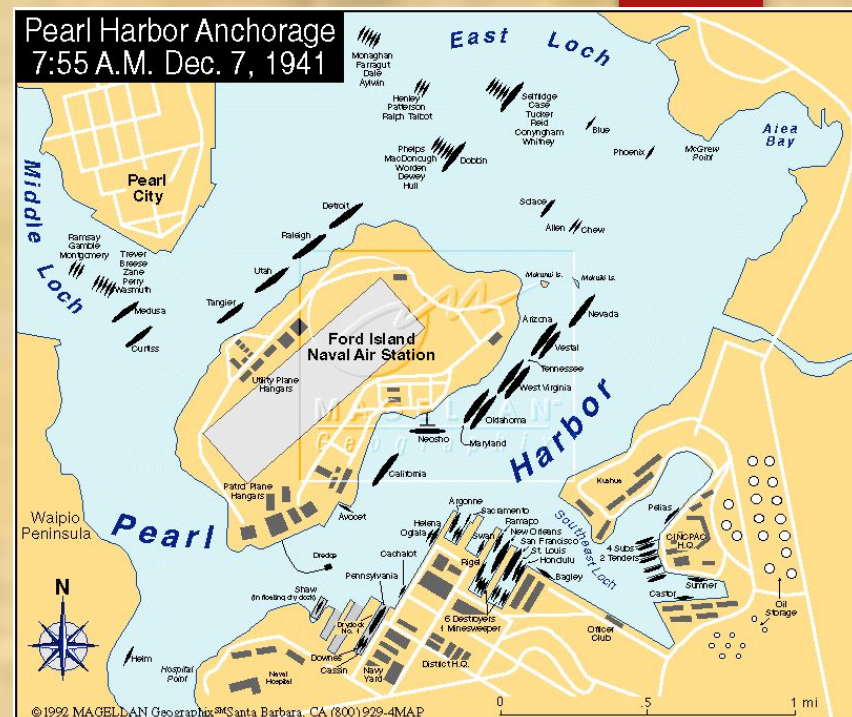 Pearl Harbor Anchorage
7:55 A.M. Dec. 7, 1941
East Loch
Monaghan
Farragut
Dale
Aylwin
Henley
Patterson
Ralph Talbot
Selfridge
Case
Tucker
Reid
Conyngham
Whitney
Blue
Phoenix
McGrew
Point
Aiea
Bay
Phelps
MacDonough
Worden
Dewey
Hull
Dobbin
Middle
Loch
Pearl
City
Detroit
Solace
Allen
Chew
Raleigh
Ramsay
Gamble
Montgomery
Trever
Breese
Zane
Perry
Wasmuth
Utah
Medusa
Tangier
Curtiss
Nevada
Arizona
Vestal
Tennessee
West Virginia
Oklahoma
Maryland
Ford Island
Naval Air Station
Utility Plane
Hangars
MAGELLAN
Geographix
Neosho
California
Pearl
Harbor
Patrol Plane
Hangars
Avocet
Waipio
Peninsula
Dredge
Argonne
Sacramento
Helena
Oglala
Ramapo
New Orleans
Swan
San Francisco
St. Louis
Honolulu
Rigel
Bagley
Cachalot
Pennsylvania
Shaw
(in floating dry dock)
Drydock
No. 1
Downes
Cassin
Navy
Yard
6 Destroyers
1 Minesweeper
District H.Q.
Officer
Club
Southeast Loch
Kuahua
Pelias
4 Subs
2 Tenders
CINCPAC
H.Q.
Sumner
Castor
Oil
Storage
N
Helm
Hospital
Point
Naval
Hospital
0 .5 1 mi
©1992 MAGELLAN Geographix℠Santa Barbara, CA (800) 929-4MAP